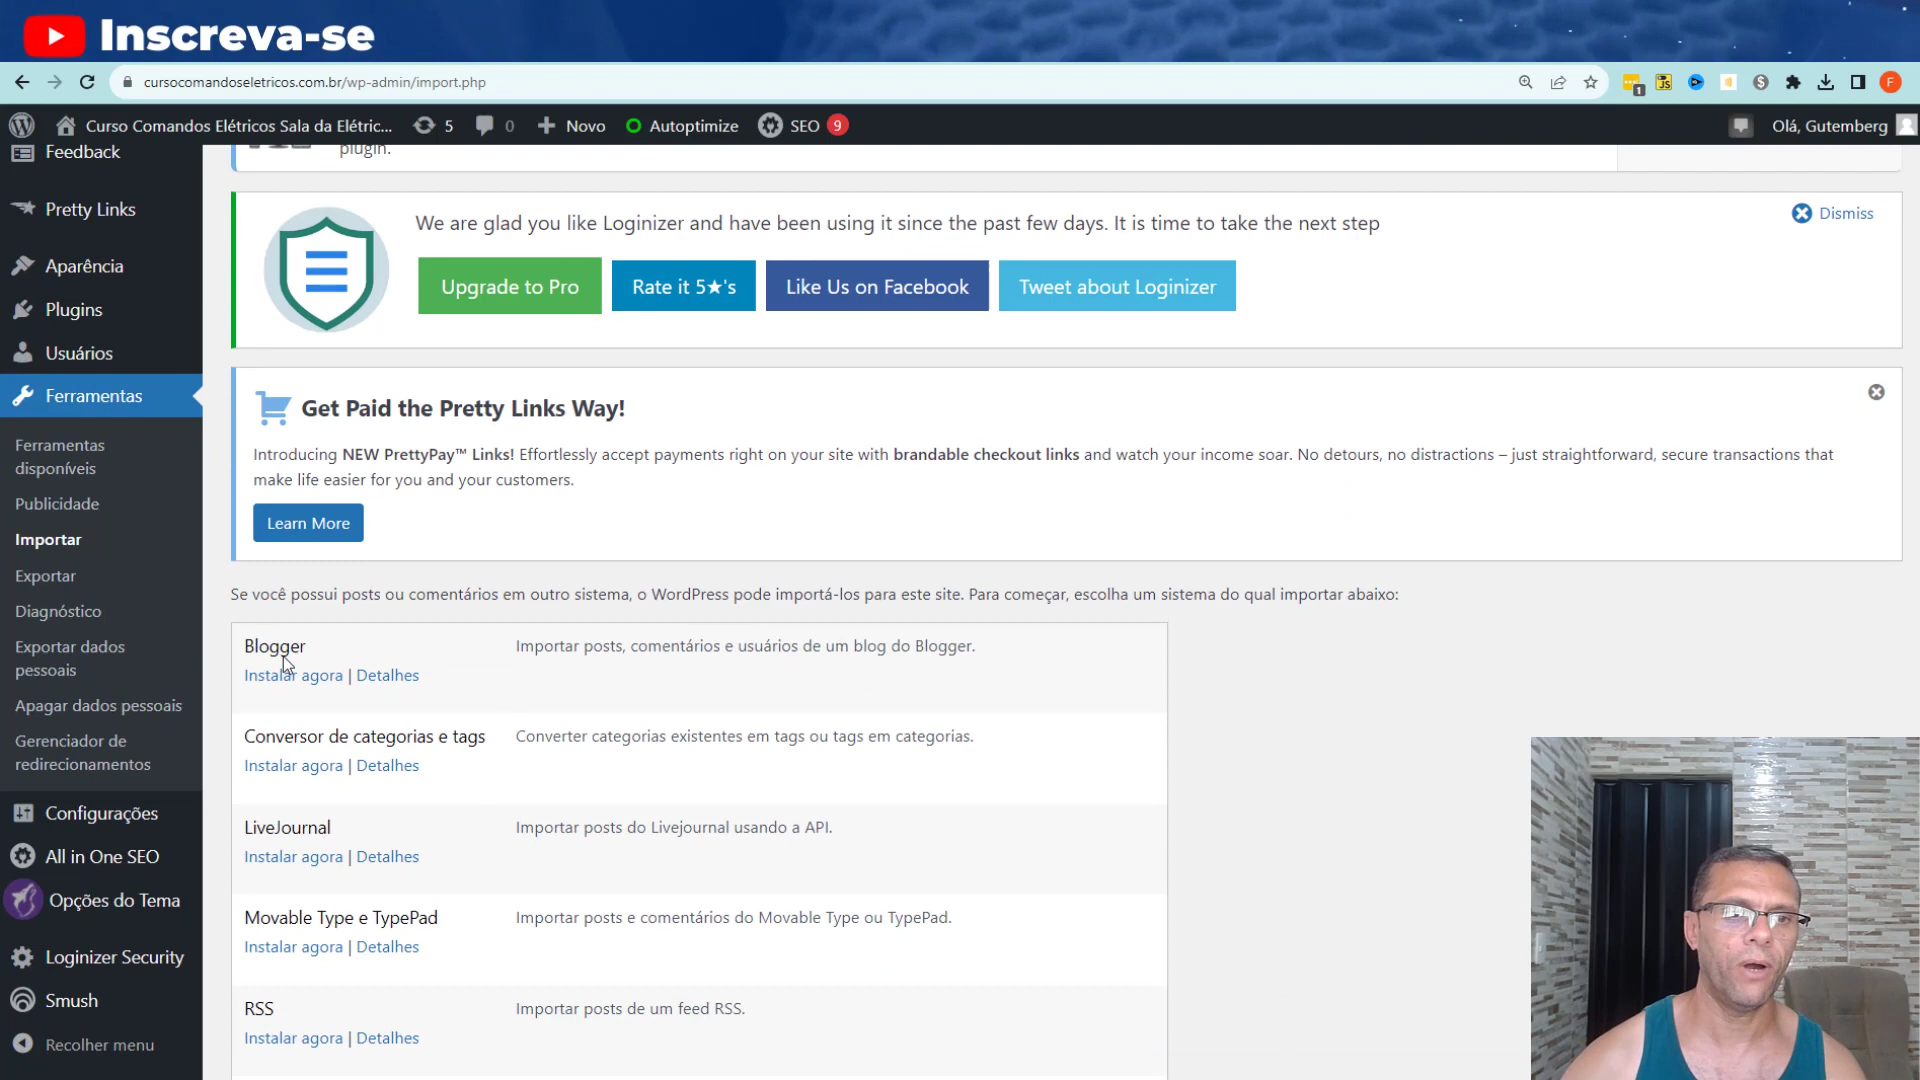 Inscreva-se
cursocomandoseletricos.com.br/wp-admin/import.php
1
JS
F
Curso Comandos Elétricos Sala da Elétric...
5
0
Novo
Autoptimize
SEO
9
Olá, Gutemberg
Feedback
Pretty Links
Aparência
Plugins
Usuários
Ferramentas
Ferramentas
disponíveis
Publicidade
Importar
Exportar
Diagnóstico
Exportar dados
pessoais
Apagar dados pessoais
Gerenciador de
redirecionamentos
Configurações
All in One SEO
Opções do Tema
Loginizer Security
Smush
Recolher menu
plugin.
We are glad you like Loginizer and have been using it since the past few days. It is time to take the next step
Dismiss
Upgrade to Pro
Rate it 5★'s
Like Us on Facebook
Tweet about Loginizer
Get Paid the Pretty Links Way!
Introducing NEW PrettyPay™ Links! Effortlessly accept payments right on your site with brandable checkout links and watch your income soar. No detours, no distractions – just straightforward, secure transactions that
make life easier for you and your customers.
Learn More
Se você possui posts ou comentários em outro sistema, o WordPress pode importá-los para este site. Para começar, escolha um sistema do qual importar abaixo:
Blogger
Importar posts, comentários e usuários de um blog do Blogger.
Instalar agora | Detalhes
Conversor de categorias e tags
Converter categorias existentes em tags ou tags em categorias.
Instalar agora | Detalhes
LiveJournal
Importar posts do Livejournal usando a API.
Instalar agora | Detalhes
Movable Type e TypePad
Importar posts e comentários do Movable Type ou TypePad.
Instalar agora | Detalhes
RSS
Importar posts de um feed RSS.
Instalar agora | Detalhes